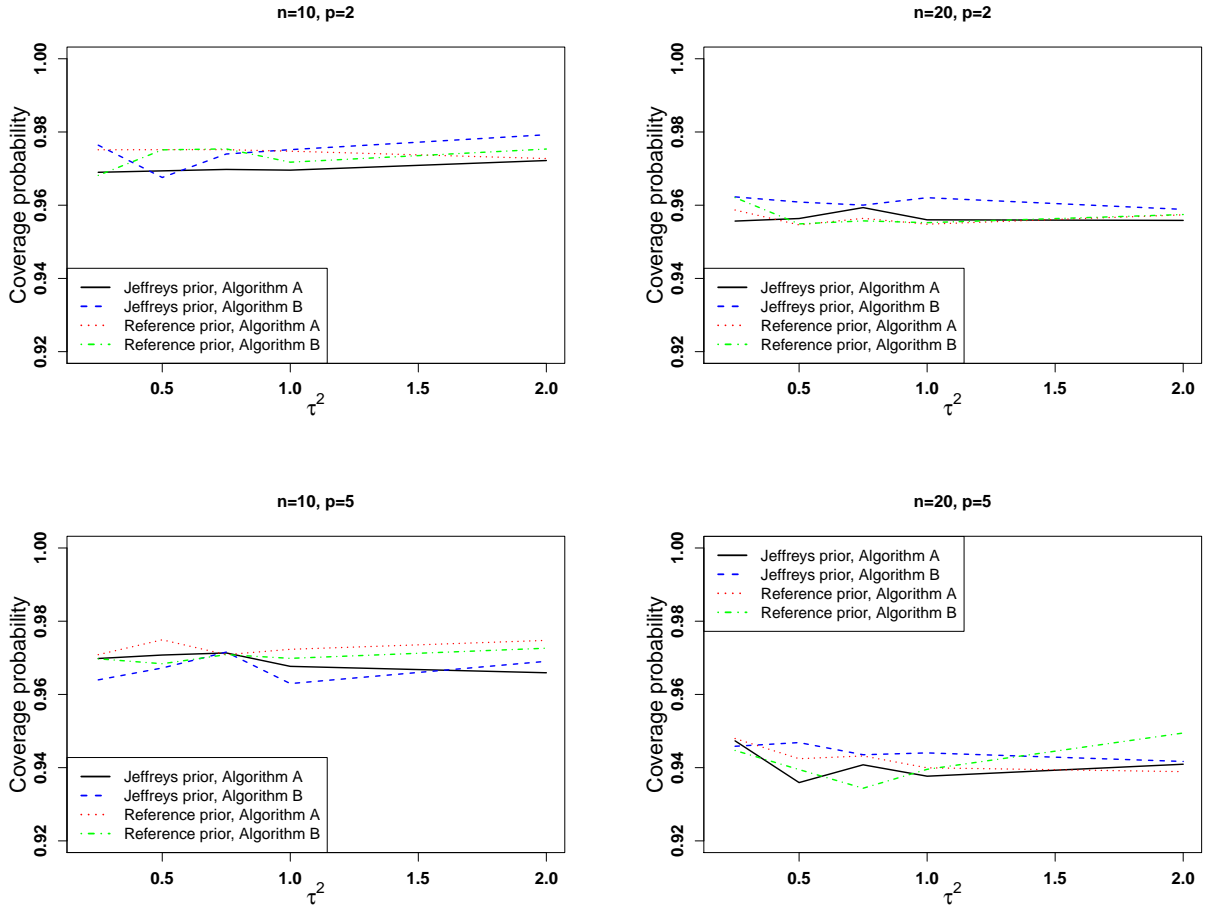 n=10, p=2
Coverage probability
1.00
0.98
0.96
0.94
0.92
Jeffreys prior, Algorithm A
Jeffreys prior, Algorithm B
Reference prior, Algorithm A
Reference prior, Algorithm B
0.5 1.0 1.5 2.0
τ²
n=20, p=2
Coverage probability
1.00
0.98
0.96
0.94
0.92
Jeffreys prior, Algorithm A
Jeffreys prior, Algorithm B
Reference prior, Algorithm A
Reference prior, Algorithm B
0.5 1.0 1.5 2.0
τ²
n=10, p=5
Coverage probability
1.00
0.98
0.96
0.94
0.92
Jeffreys prior, Algorithm A
Jeffreys prior, Algorithm B
Reference prior, Algorithm A
Reference prior, Algorithm B
0.5 1.0 1.5 2.0
τ²
n=20, p=5
Coverage probability
1.00
0.98
0.96
0.94
0.92
Jeffreys prior, Algorithm A
Jeffreys prior, Algorithm B
Reference prior, Algorithm A
Reference prior, Algorithm B
0.5 1.0 1.5 2.0
τ²